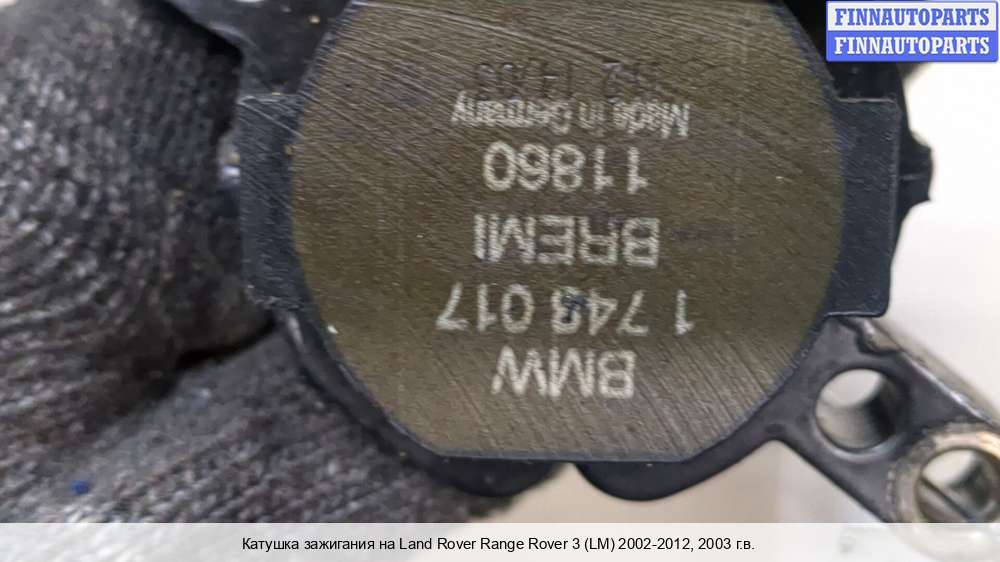 FINNAUTOPARTS
FINNAUTOPARTS
BMW
1 748 017
BREMI
11860
Made in Germany
Катушка зажигания на Land Rover Range Rover 3 (LM) 2002-2012, 2003 г.в.